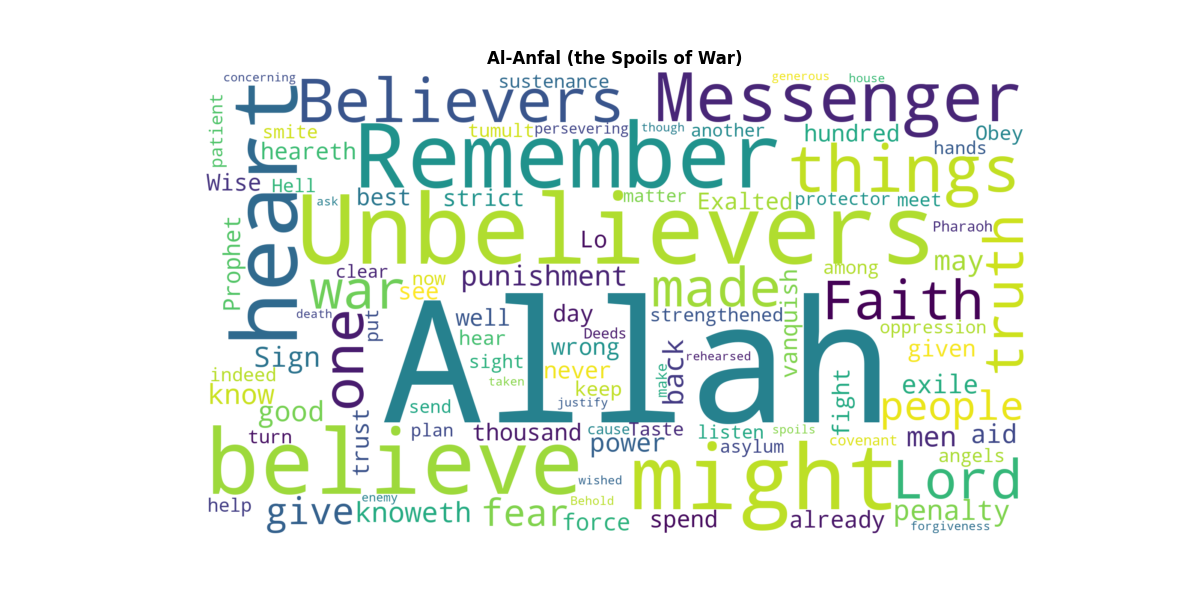 Al-Anfal (the Spoils of War)
concerning
sustenance
generous
house
Believers
Messenger
heart
patient
smite
tumult
persevering
though
another
hundred
Obey
heareth
Remember
things
hands
Wise
Hell
ask
best
strict
matter
Exalted
protector
meet
Unbelievers
Prophet
Lo
Pharaoh
truth
clear
now
punishment
made
among
may
war
see
vanquish
Faith
death
put
one
well
day
strengthened
oppression
Allah
hear
Deeds
wrong
back
rehearsed
given
Sign
sight
indeed
taken
never
make
keep
fight
exile
know
good
send
justify
people
trust
turn
plan
thousand
cause
Taste
listen
spoils
covenant
men
aid
power
asylum
angels
believe
might
Lord
wished
help
enemy
Behold
give
knoweth
fear
force
spend
already
penalty
forgiveness